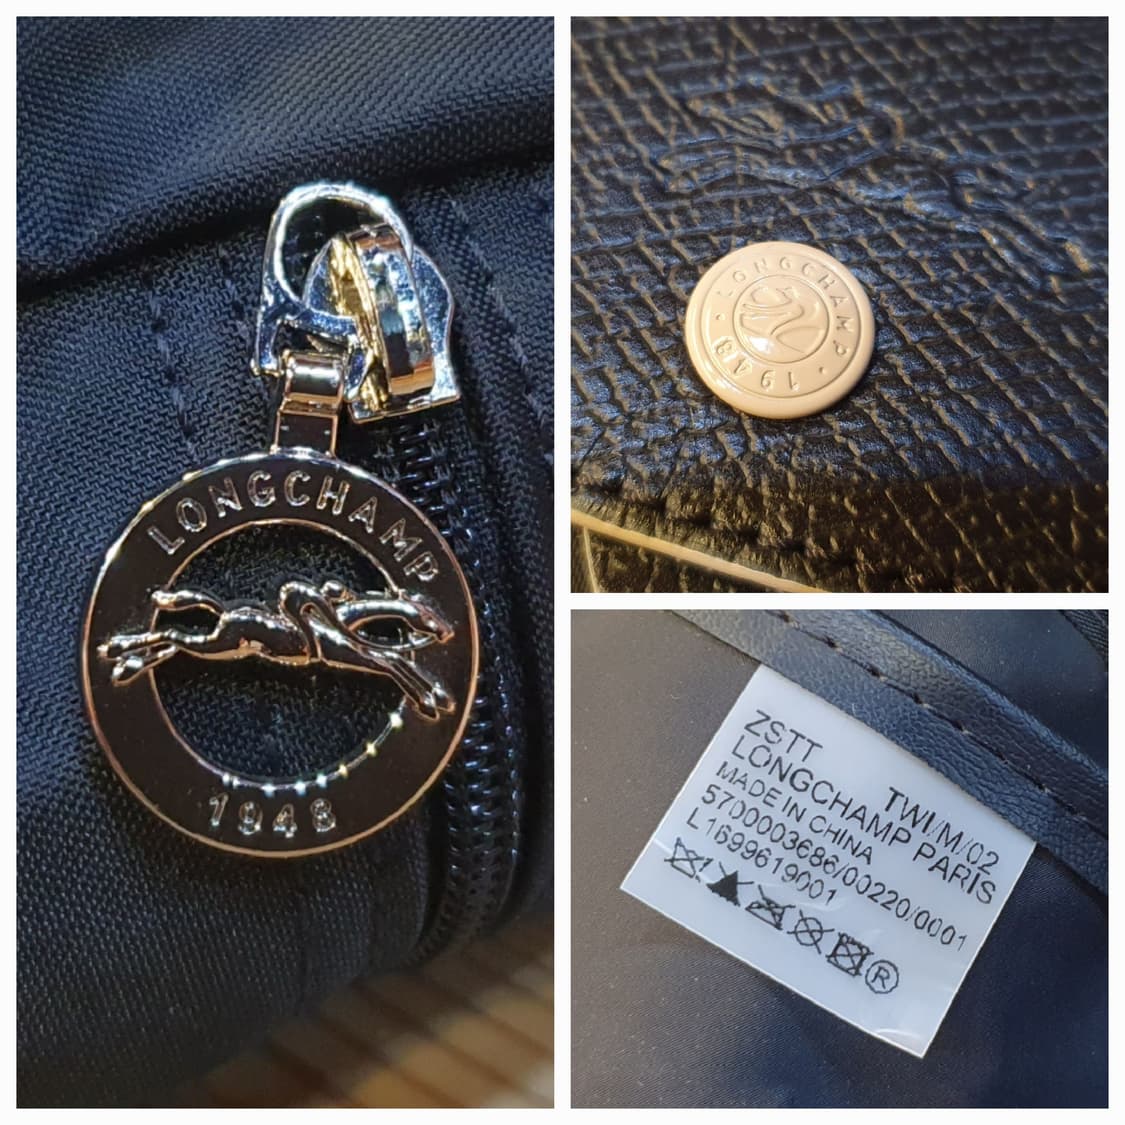 LONGCHAMP
1948
LONGCHAMP
1948
ZSTT TWI/M/02
LONGCHAMP PARIS
MADE IN CHINA
5700003686/00220/0001
L1699619001
®